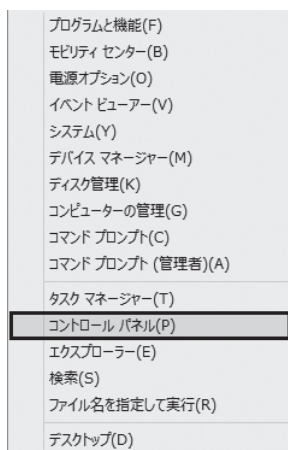 プログラムと機能(F)
モビリティ センター(B)
電源オプション(O)
イベント ビューアー(V)
システム(Y)
デバイス マネージャー(M)
ディスク管理(K)
コンピューターの管理(G)
コマンド プロンプト(C)
コマンド プロンプト (管理者)(A)
タスク マネージャー(T)
コントロール パネル(P)
エクスプローラー(E)
検索(S)
ファイル名を指定して実行(R)
デスクトップ(D)